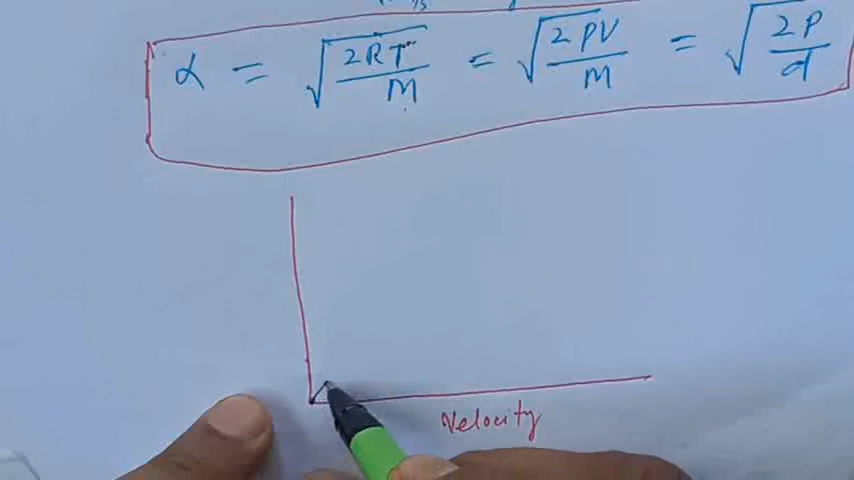 α = √2RT/M = √2PV/M = √2P/d
Velocity